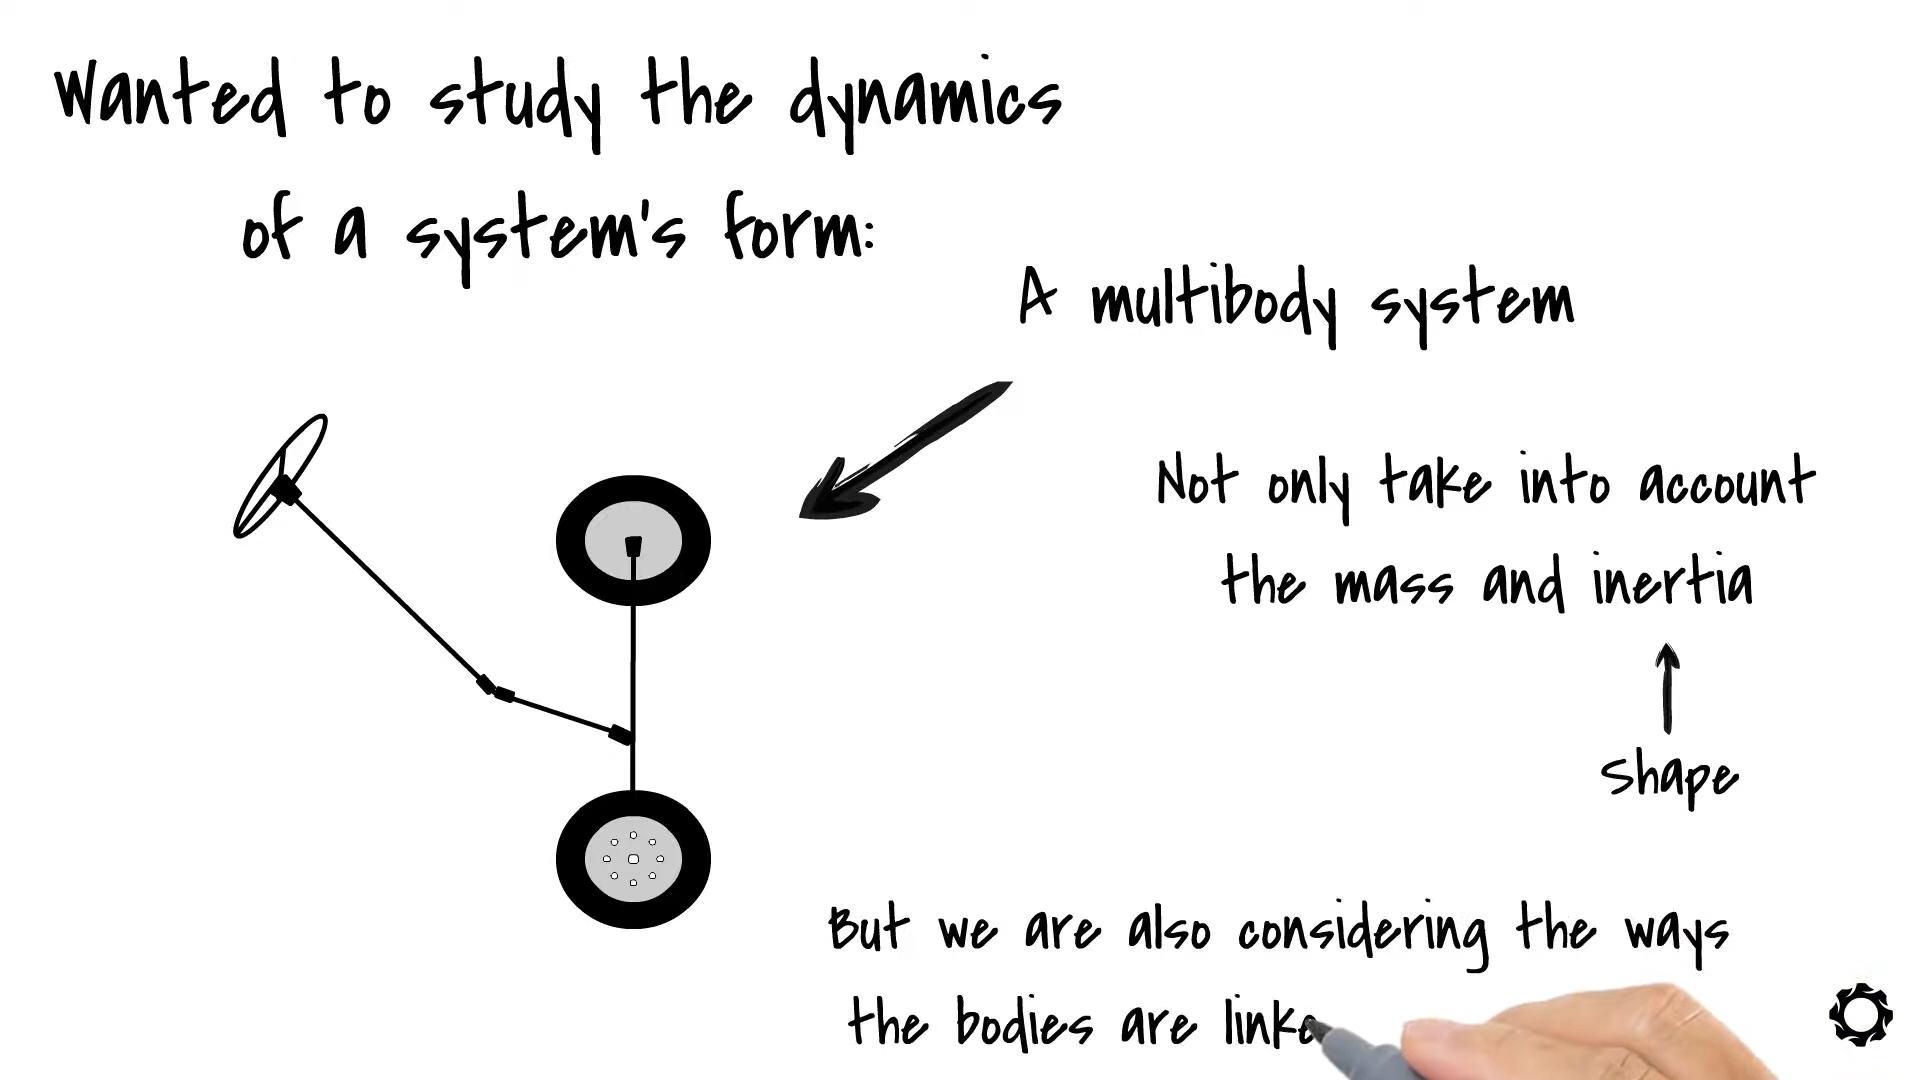 Wanted to study the dynamics
of a system's form:
A multibody system
Not only take into account
the mass and inertia
Shape
But we are also considering the ways
the bodies are linke